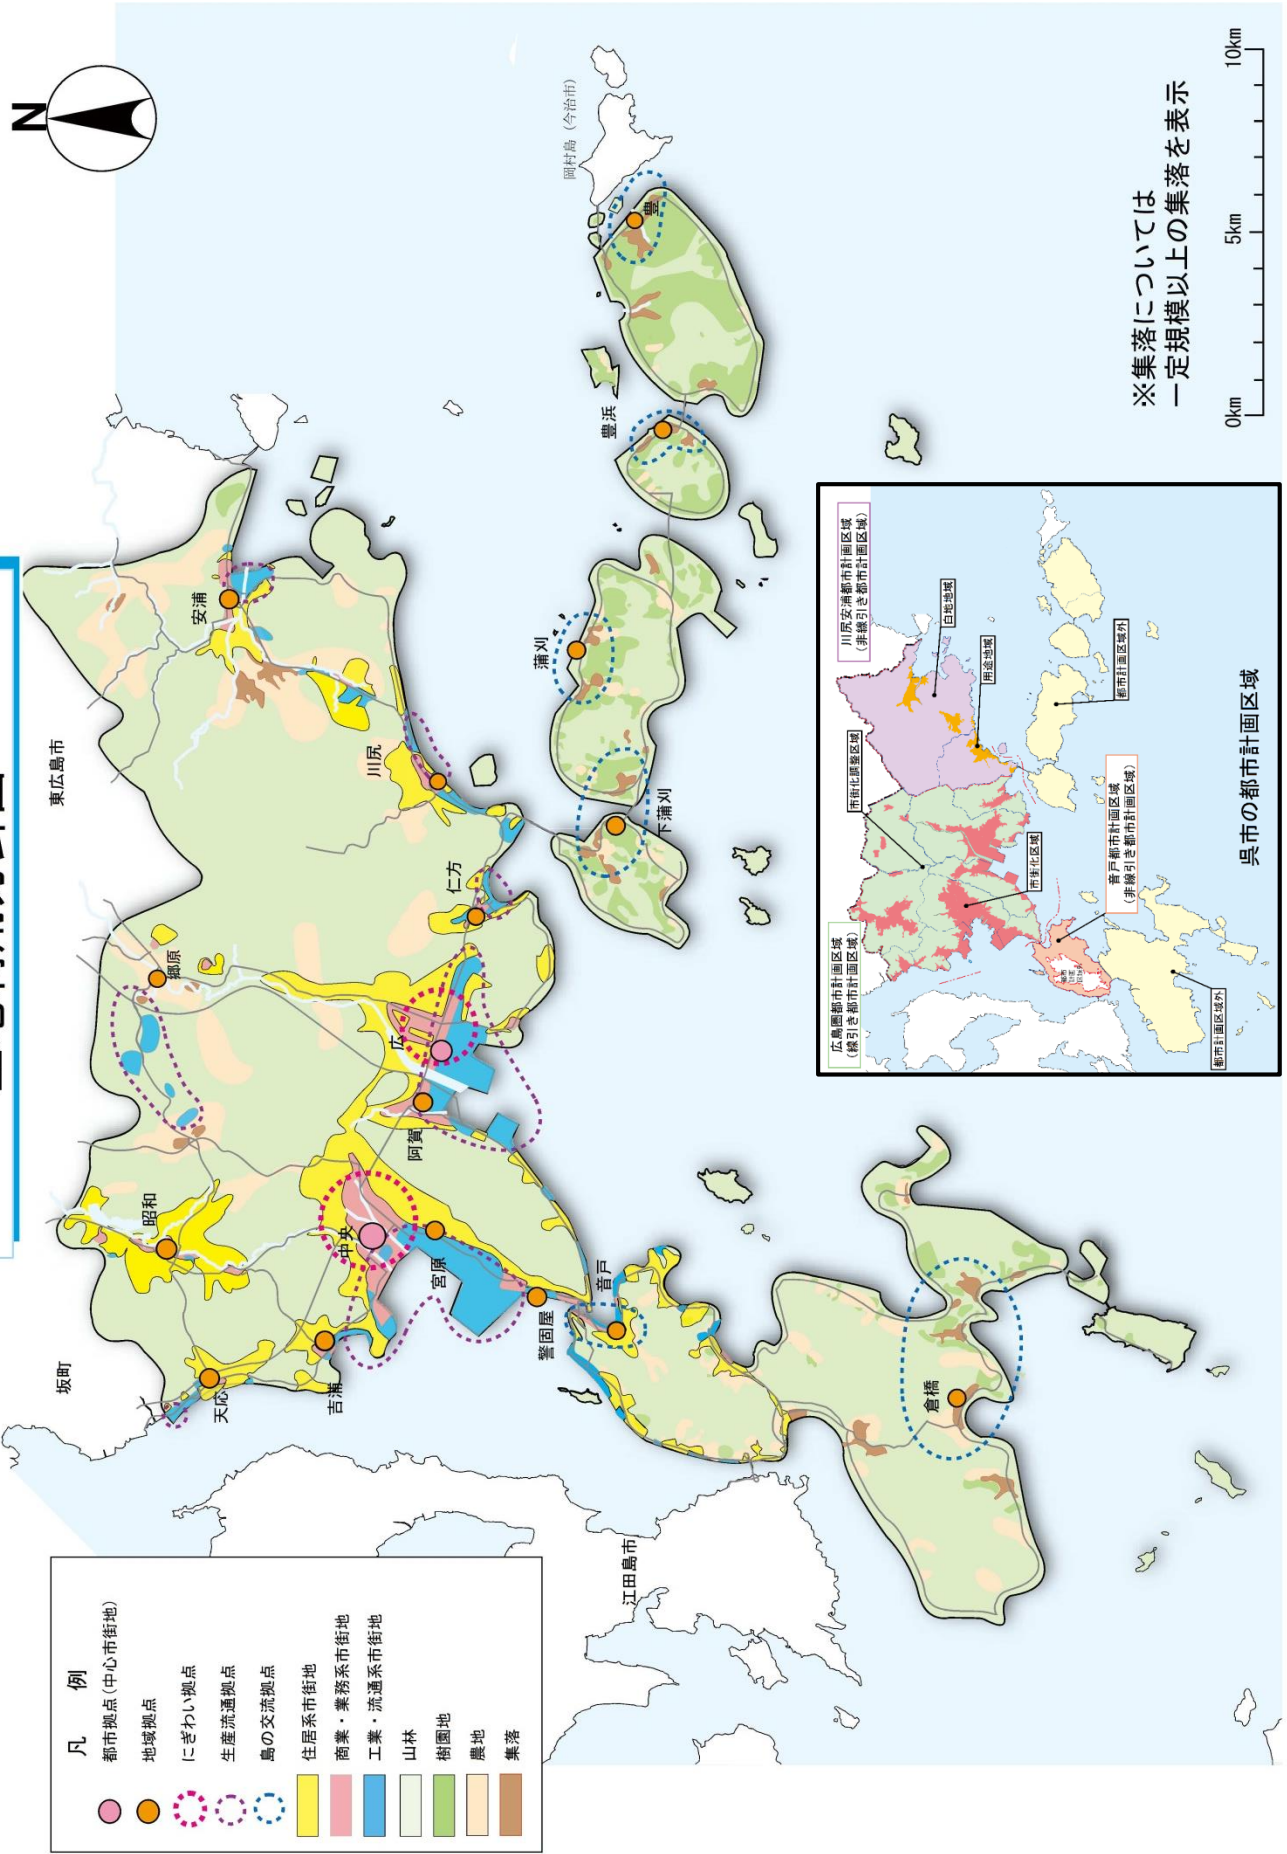 N
坂町
東広島市
天応
吉浦
昭和
郷原
安浦
中央
宮原
警固屋
阿賀
広
仁方
川尻
音戸
倉橋
江田島市
下蒲刈
蒲刈
豊浜
豊
岡村島（今治市）
凡　例
都市拠点（中心市街地）
地域拠点
にぎわい拠点
生産流通拠点
島の交流拠点
住居系市街地
商業・業務系市街地
工業・流通系市街地
山林
樹園地
農地
集落
広島圏都市計画区域
（線引き都市計画区域）
市街化調整区域
川尻安浦都市計画区域
（非線引き都市計画区域）
白地地域
用途地域
市街化区域
音戸都市計画区域
（非線引き都市計画区域）
都市計画区域外
都市計画区域外
呉市の都市計画区域
※集落については
一定規模以上の集落を表示
0km
5km
10km